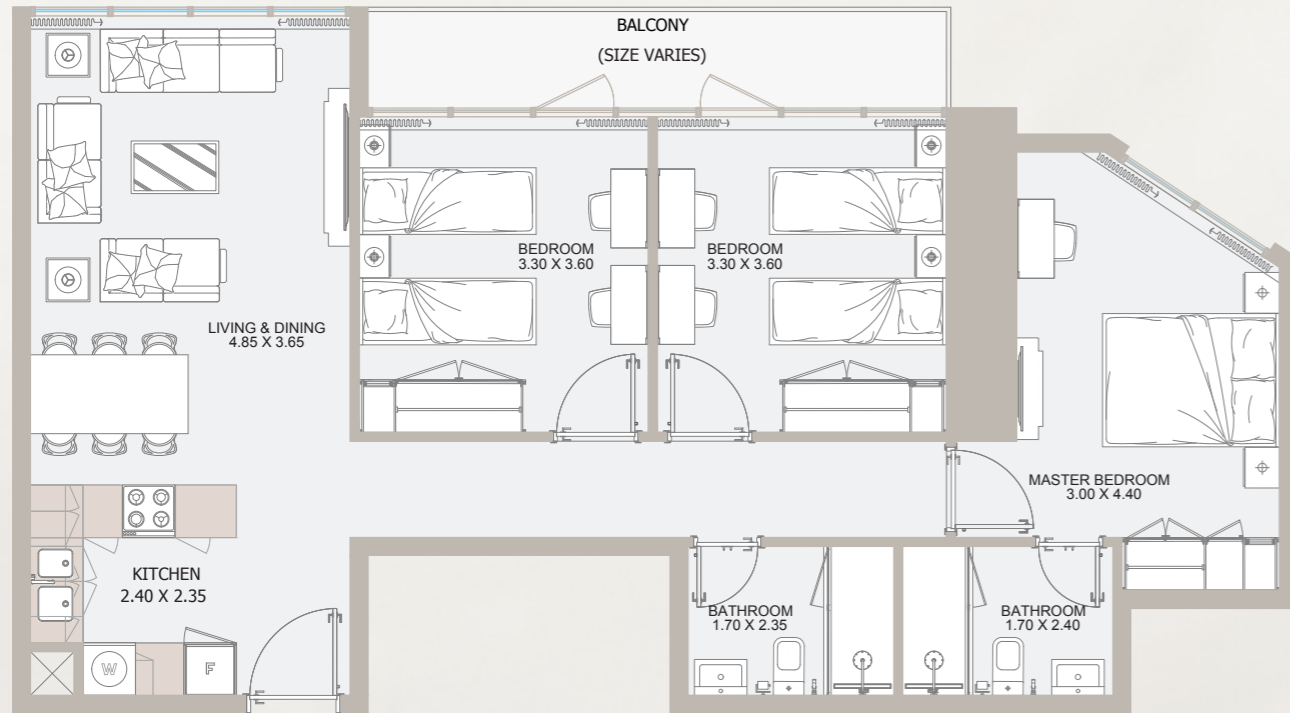 BALCONY
(SIZE VARIES)
BEDROOM
3.30 X 3.60
BEDROOM
3.30 X 3.60
LIVING & DINING
4.85 X 3.65
MASTER BEDROOM
3.00 X 4.40
KITCHEN
2.40 X 2.35
BATHROOM
1.70 X 2.35
BATHROOM
1.70 X 2.40
W
F